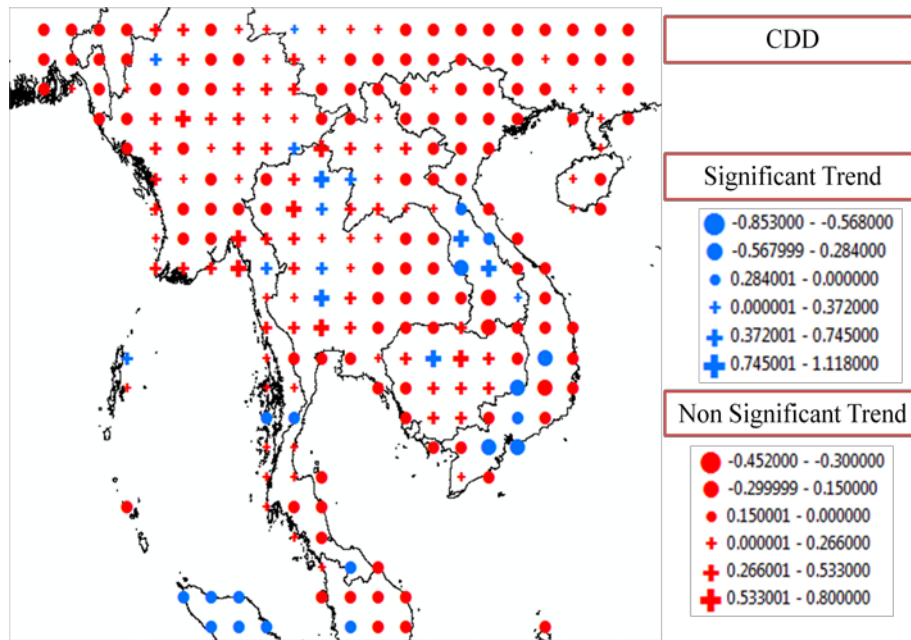 CDD
Significant Trend
-0.853000 - -0.568000
-0.567999 - 0.284000
0.284001 - 0.000000
0.000001 - 0.372000
0.372001 - 0.745000
0.745001 - 1.118000
Non Significant Trend
-0.452000 - -0.300000
-0.299999 - 0.150000
0.150001 - 0.000000
0.000001 - 0.266000
0.266001 - 0.533000
0.533001 - 0.800000